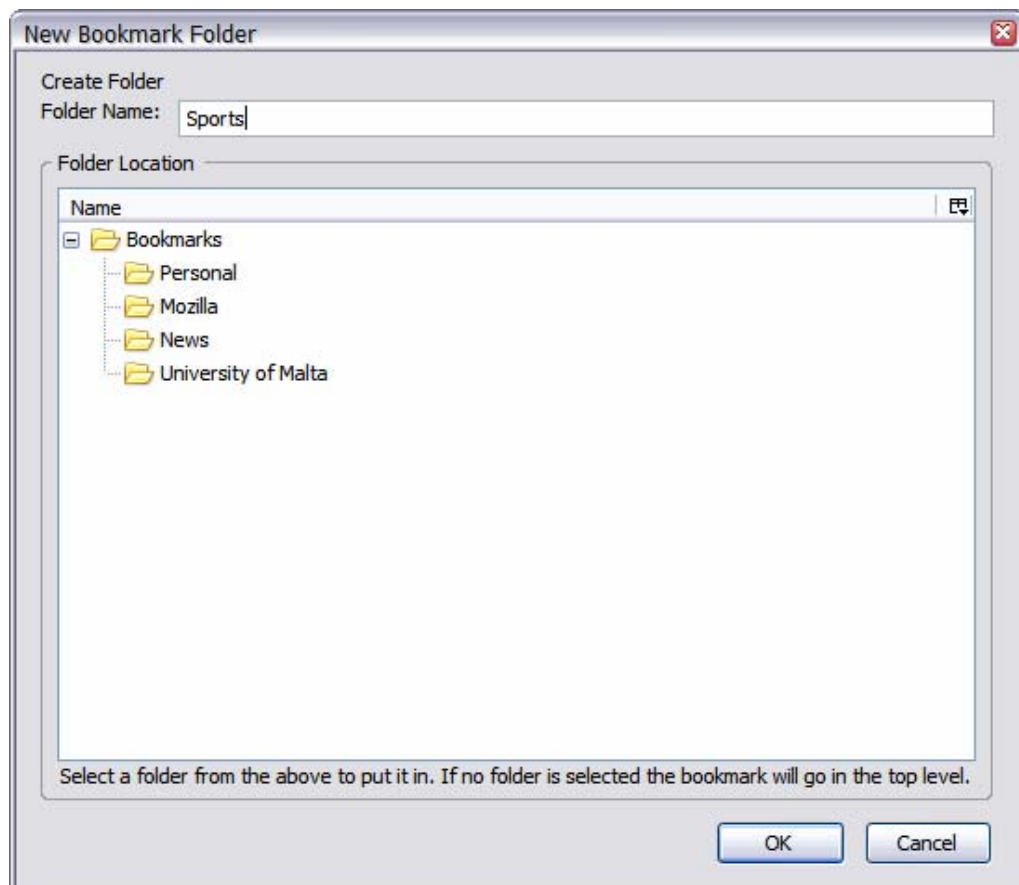 New Bookmark Folder
Create Folder
Folder Name: Sports
Folder Location
Name
Bookmarks
Personal
Mozilla
News
University of Malta
Select a folder from the above to put it in. If no folder is selected the bookmark will go in the top level.
OK Cancel